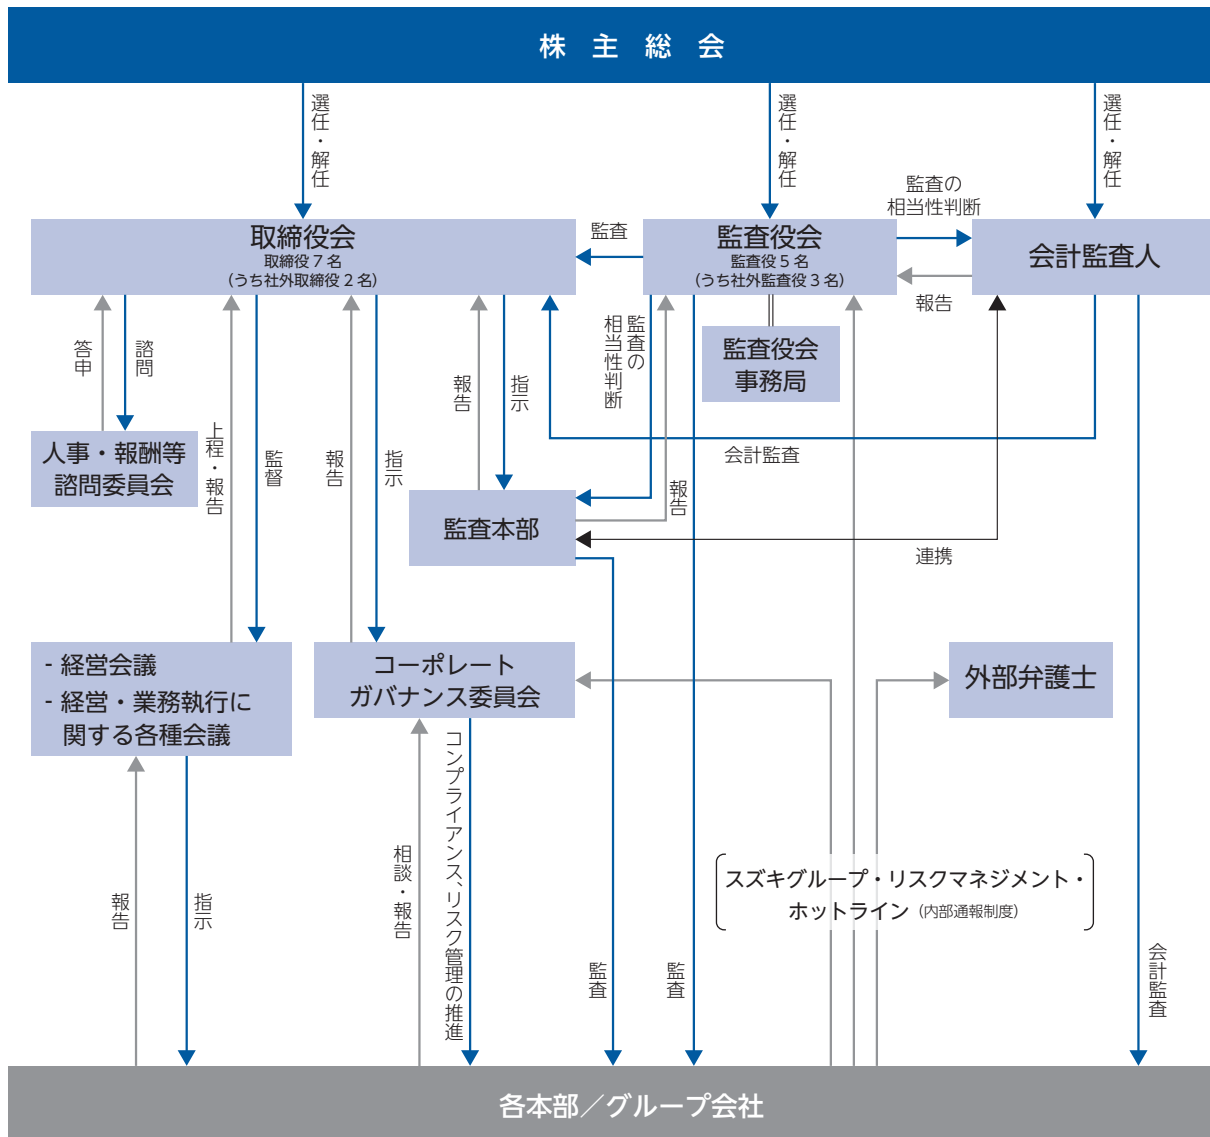 株主総会
選任・解任
選任・解任
選任・解任
取締役会
取締役7名
(うち社外取締役2名)
監査
監査役会
監査役5名
(うち社外監査役3名)
監査の
相当性判断
報告
会計監査人
答申
諮問
上程・報告
監督
報告
指示
報告
指示
監査の
相当性判断
報告
監査役会
事務局
会計監査
人事・報酬等
諮問委員会
監査本部
連携
- 経営会議
- 経営・業務執行に
関する各種会議
コーポレート
ガバナンス委員会
外部弁護士
報告
指示
相談・報告
コンプライアンス、リスク管理の推進
監査
監査
スズキグループ・リスクマネジメント・
ホットライン(内部通報制度)
会計監査
各本部／グループ会社